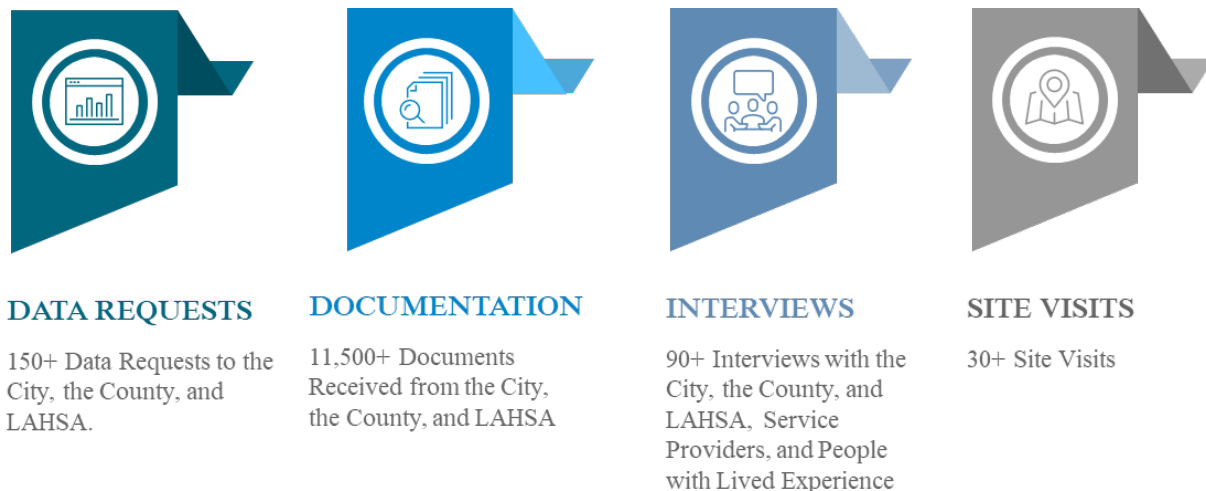 DATA REQUESTS
150+ Data Requests to the
City, the County, and
LAHSA.
DOCUMENTATION
11,500+ Documents
Received from the City,
the County, and LAHSA
INTERVIEWS
90+ Interviews with the
City, the County, and
LAHSA, Service
Providers, and People
with Lived Experience
SITE VISITS
30+ Site Visits